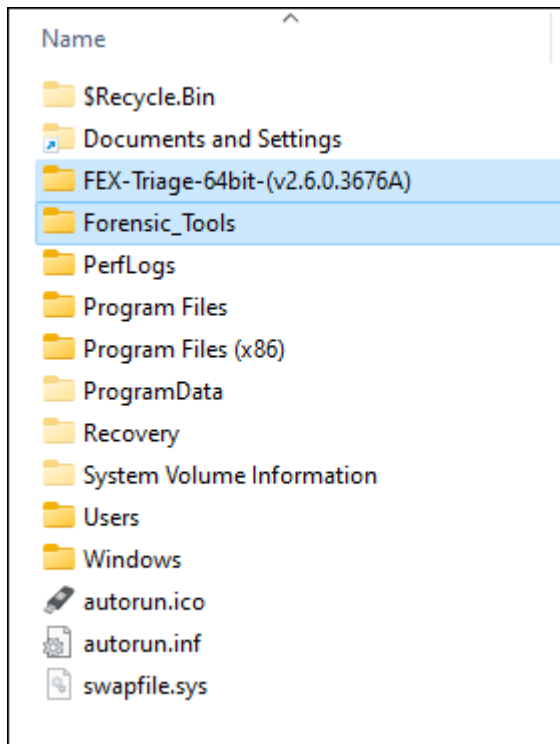 Name
$Recycle.Bin
Documents and Settings
FEX-Triage-64bit-(v2.6.0.3676A)
Forensic_Tools
PerfLogs
Program Files
Program Files (x86)
ProgramData
Recovery
System Volume Information
Users
Windows
autorun.ico
autorun.inf
swapfile.sys